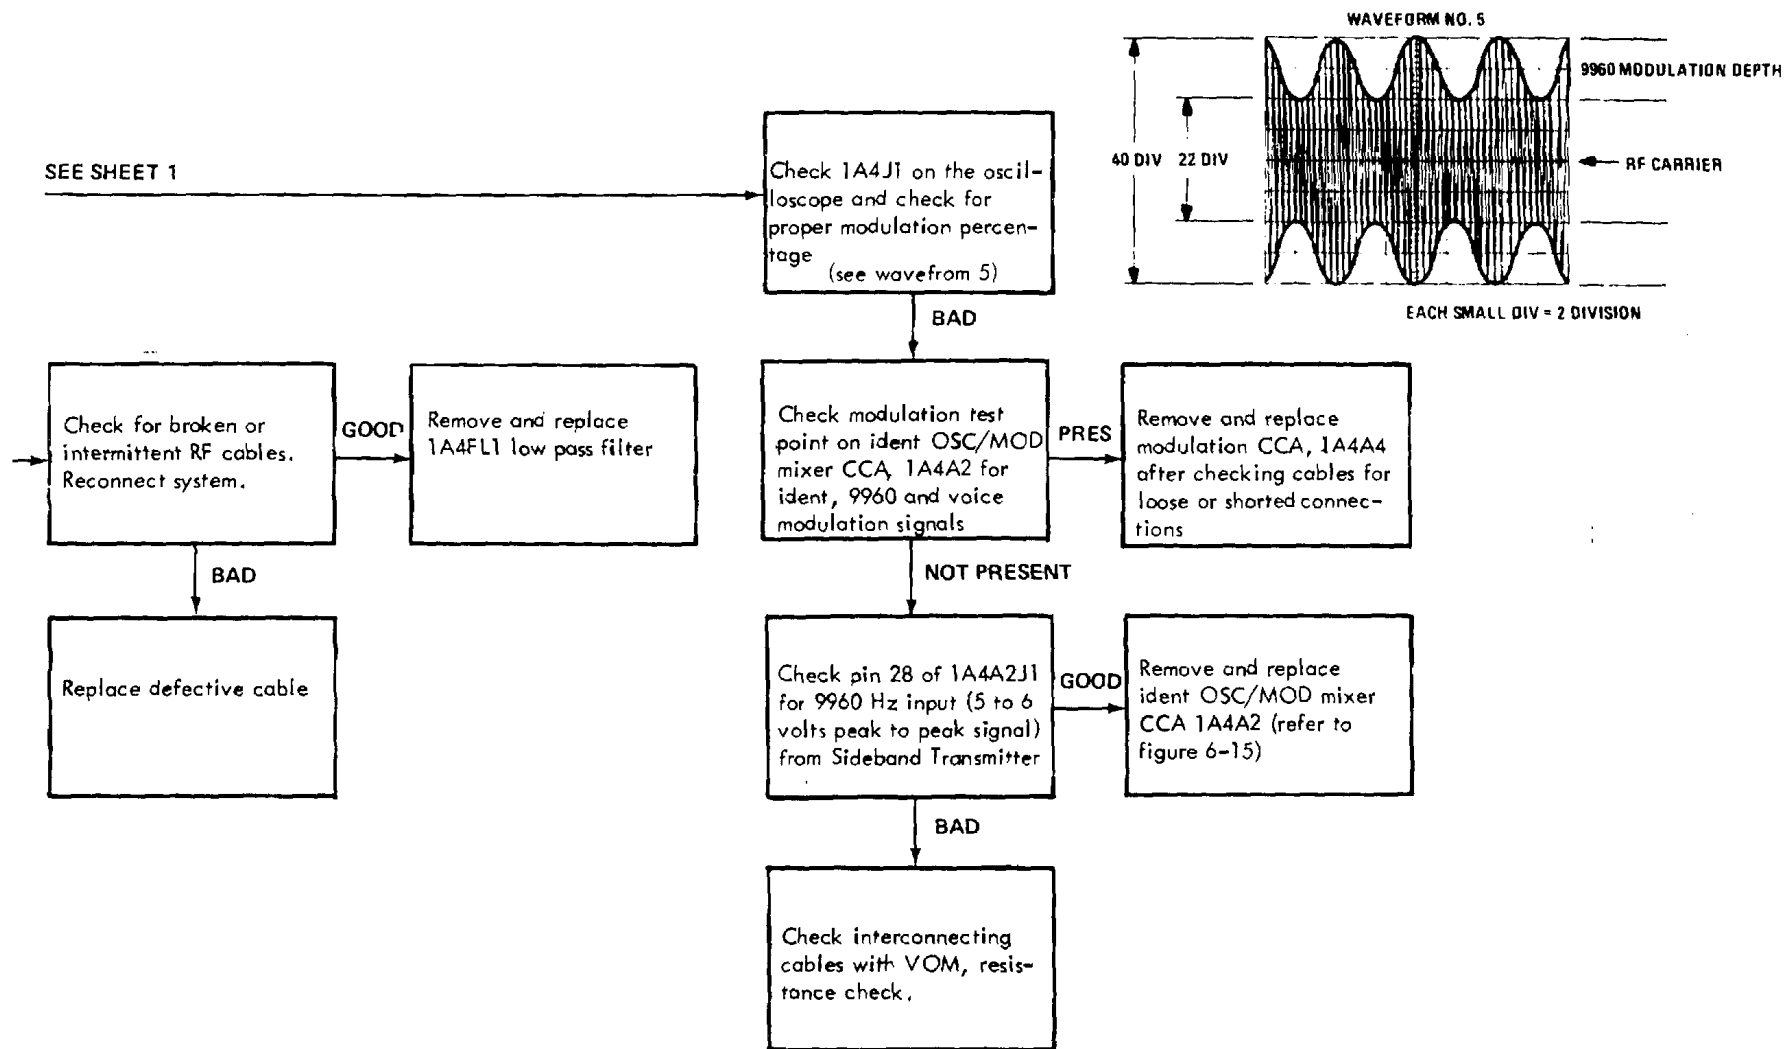 WAVEFORM NO. 5
9960 MODULATION DEPTH
40 DIV
22 DIV
RF CARRIER
EACH SMALL DIV = 2 DIVISION
SEE SHEET 1
Check 1A4J1 on the oscil-
loscope and check for
proper modulation percen-
tage
(see wavefrom 5)
BAD
Check for broken or
intermittent RF cables.
Reconnect system.
GOOD
Remove and replace
1A4FL1 low pass filter
BAD
Replace defective cable
Check modulation test
point on ident OSC/MOD
mixer CCA, 1A4A2 for
ident, 9960 and voice
modulation signals
PRES
Remove and replace
modulation CCA, 1A4A4
after checking cables for
loose or shorted connec-
tions
NOT PRESENT
Check pin 28 of 1A4A2J1
for 9960 Hz input (5 to 6
volts peak to peak signal)
from Sideband Transmitter
GOOD
Remove and replace
ident OSC/MOD mixer
CCA 1A4A2 (refer to
figure 6-15)
BAD
Check interconnecting
cables with VOM, resis-
tance check.